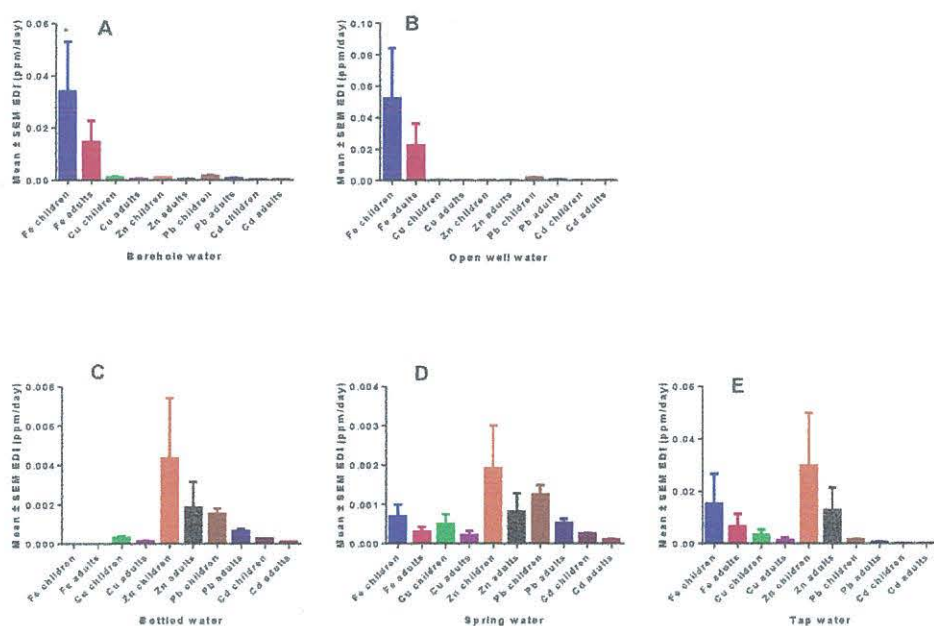 A
Mean ± SEM EDI (ppm/day)
0.06
0.04
0.02
0.00
Fe children
Fe adults
Cu children
Cu adults
Zn children
Zn adults
Pb children
Pb adults
Cd children
Cd adults
Borehole water
B
Mean ± SEM EDI (ppm/day)
0.10
0.08
0.06
0.04
0.02
0.00
Fe children
Fe adults
Cu children
Cu adults
Zn children
Zn adults
Pb children
Pb adults
Cd children
Cd adults
Open well water
C
Mean ± SEM EDI (ppm/day)
0.008
0.006
0.004
0.002
0.000
Fe children
Fe adults
Cu children
Cu adults
Zn children
Zn adults
Pb children
Pb adults
Cd children
Cd adults
Bottled water
D
Mean ± SEM EDI (ppm/day)
0.004
0.003
0.002
0.001
0.000
Fe children
Fe adults
Cu children
Cu adults
Zn children
Zn adults
Pb children
Pb adults
Cd children
Cd adults
Spring water
E
Mean ± SEM EDI (ppm/day)
0.06
0.04
0.02
0.00
Fe children
Fe adults
Cu children
Cu adults
Zn children
Zn adults
Pb children
Pb adults
Cd children
Cd adults
Tap water